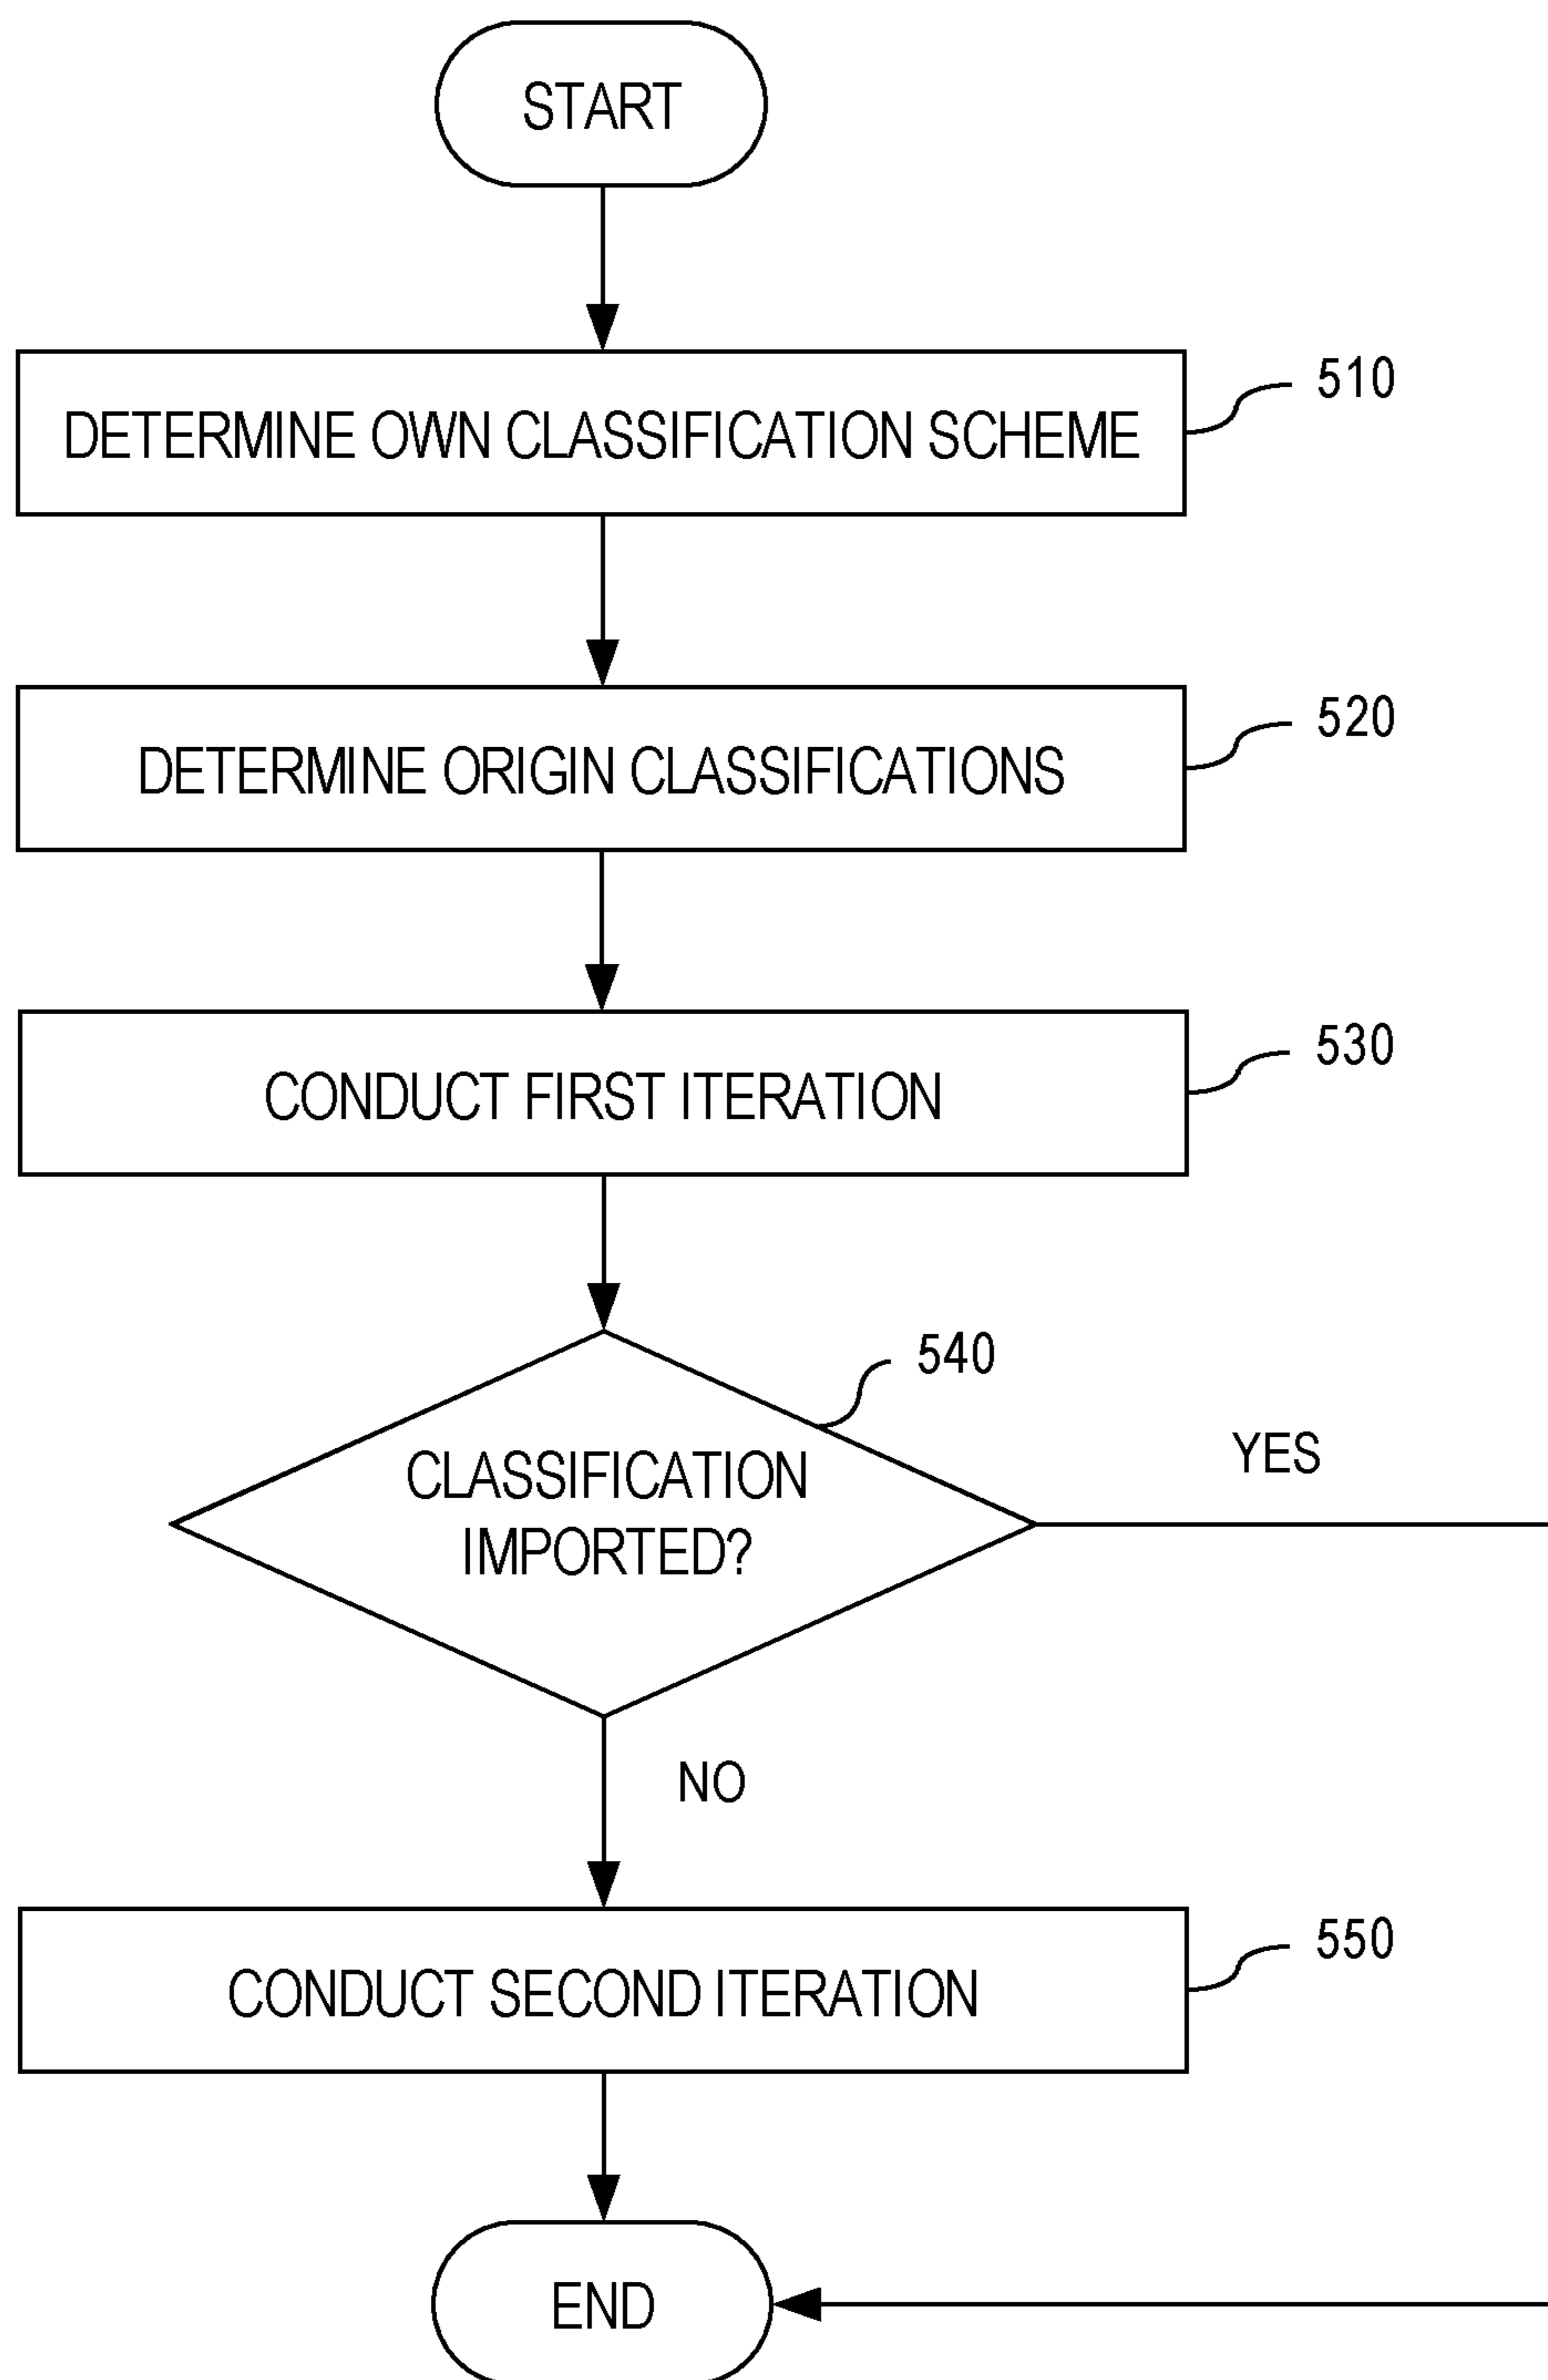 START
DETERMINE OWN CLASSIFICATION SCHEME
510
DETERMINE ORIGIN CLASSIFICATIONS
520
CONDUCT FIRST ITERATION
530
540
CLASSIFICATION
IMPORTED?
YES
NO
CONDUCT SECOND ITERATION
550
END